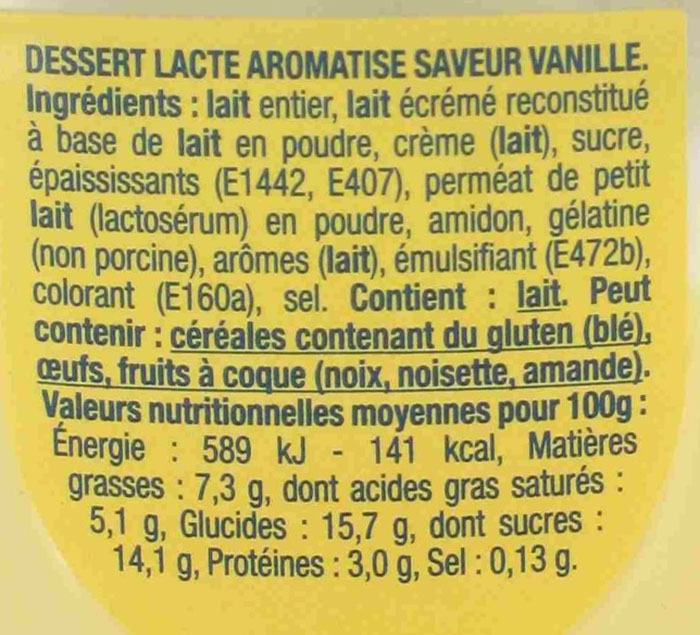 DESSERT LACTE AROMATISE SAVEUR VANILLE.
Ingrédients : lait entier, lait écrémé reconstitué
à base de lait en poudre, crème (lait), sucre,
épaississants (E1442, E407), perméat de petit
lait (lactosérum) en poudre, amidon, gélatine
(non porcine), arômes (lait), émulsifiant (E472b),
colorant (E160a), sel. Contient : lait. Peut
contenir : céréales contenant du gluten (blé),
œufs, fruits à coque (noix, noisette, amande).
Valeurs nutritionnelles moyennes pour 100g :
Énergie : 589 kJ - 141 kcal, Matières
grasses : 7,3 g, dont acides gras saturés :
5,1 g, Glucides : 15,7 g, dont sucres :
14,1 g, Protéines : 3,0 g, Sel : 0,13 g.